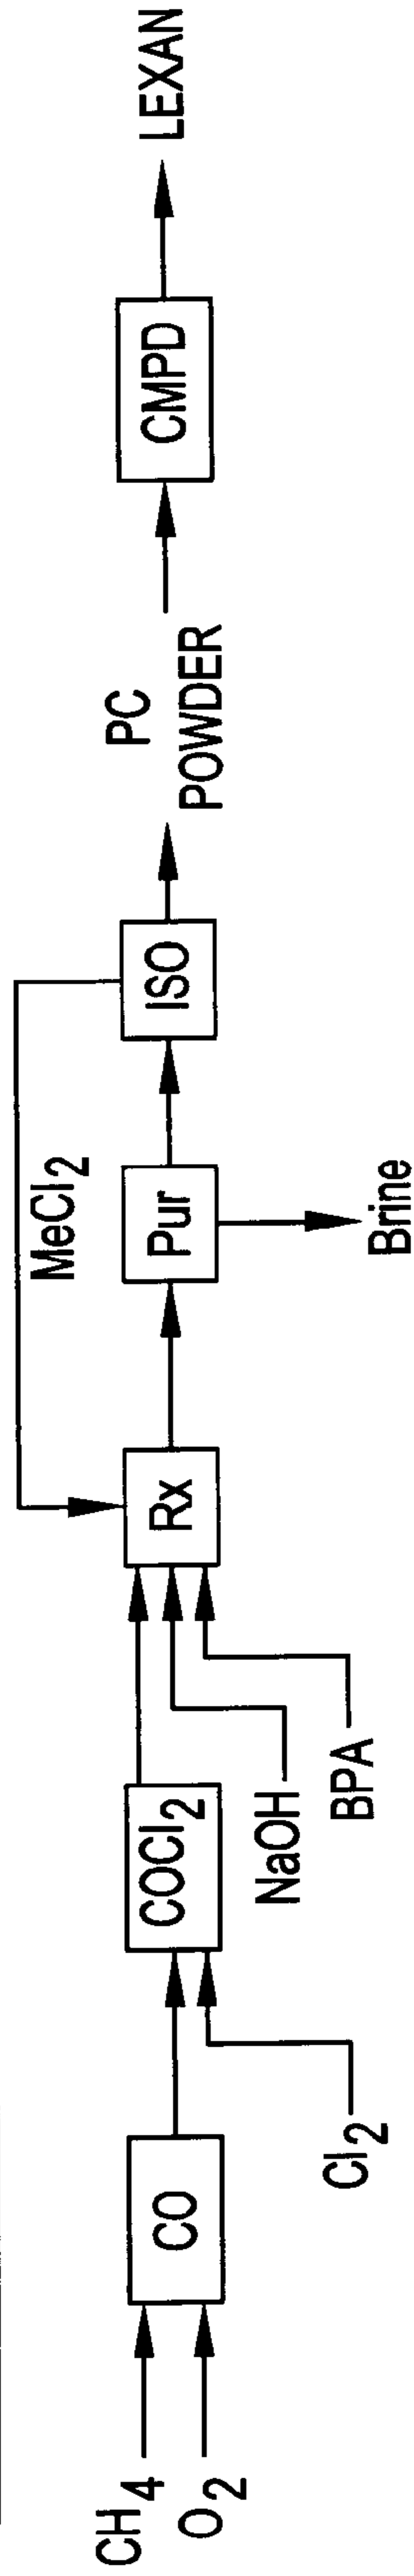 CH4
O2
CO
Cl2
COCl2
NaOH
BPA
Rx
MeCl2
Pur
Brine
ISO
PC
POWDER
CMPD
LEXAN